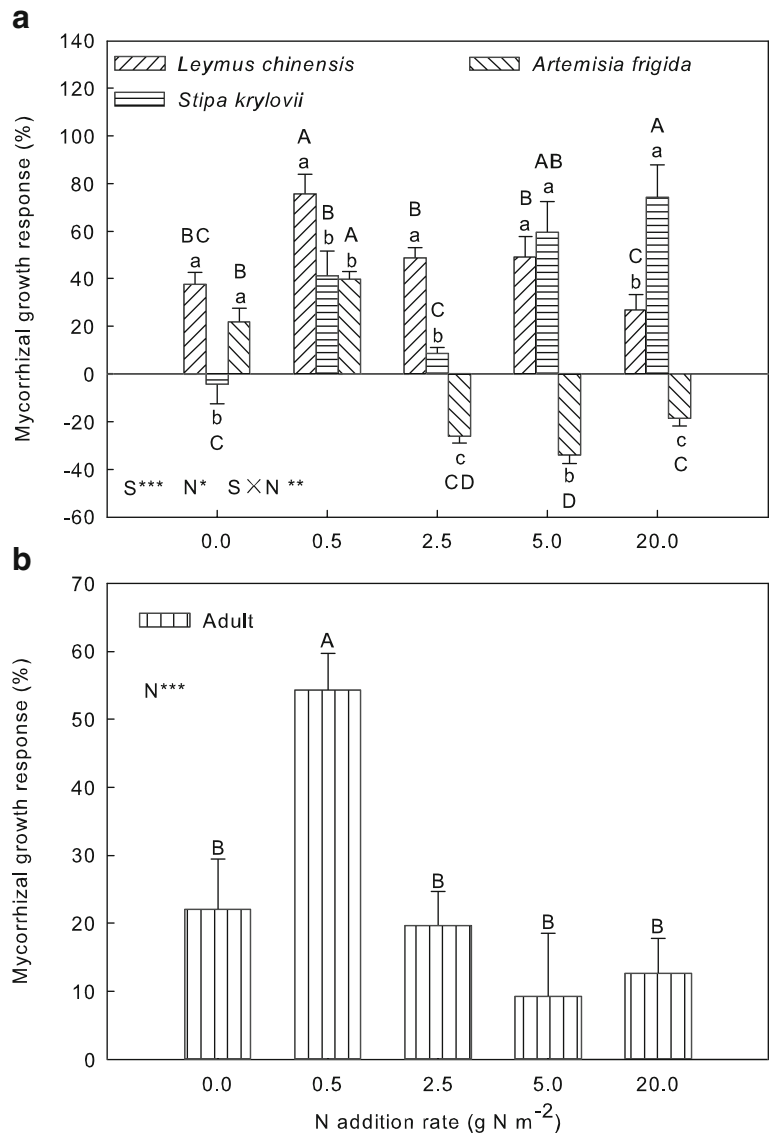 a
140
120
100
80
60
40
20
0
-20
-40
-60
Mycorrhizal growth response (%)
Leymus chinensis
Artemisia frigida
Stipa krylovii
BC
a
b
C
B
a
A
a
B
b
A
b
B
a
C
b
c
CD
B
a
AB
a
b
D
C
b
A
a
c
C
S*** N* S×N **
0.0 0.5 2.5 5.0 20.0
b
70
60
50
40
30
20
10
0
Mycorrhizal growth response (%)
Adult
N***
B
A
B
B
B
0.0 0.5 2.5 5.0 20.0
N addition rate (g N m⁻²)